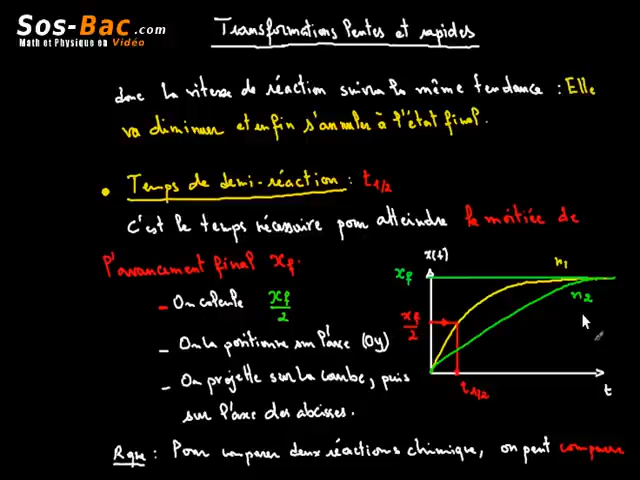 Sos-Bac.com
Math et Physique en Vidéo
Transformations lentes et rapides
donc la vitesse de réaction suivra la même tendance : Elle
va diminuer et enfin s'annuler à l'état final.
• Temps de demi-réaction : t1/2
C'est le temps nécessaire pour atteindre la moitiée de
l'avancement final xf.
- On calcule xf/2
- On la positionne sur l'axe (Oy)
- On projette sur la courbe, puis
sur l'axe des abcisses.
x(t)
xf
xf/2
n1
n2
t1/2
t
Rque : Pour comparer deux réactions chimique, on peut comparer